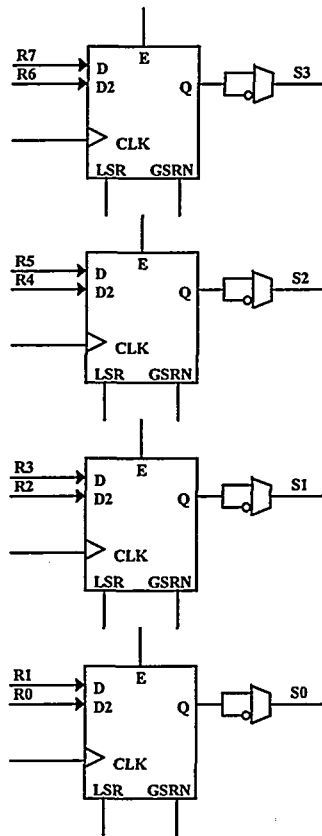 E
R7 D
R6 D2 Q S3
CLK
LSR GSRN
E
R5 D
R4 D2 Q S2
CLK
LSR GSRN
E
R3 D
R2 D2 Q S1
CLK
LSR GSRN
E
R1 D
R0 D2 Q S0
CLK
LSR GSRN